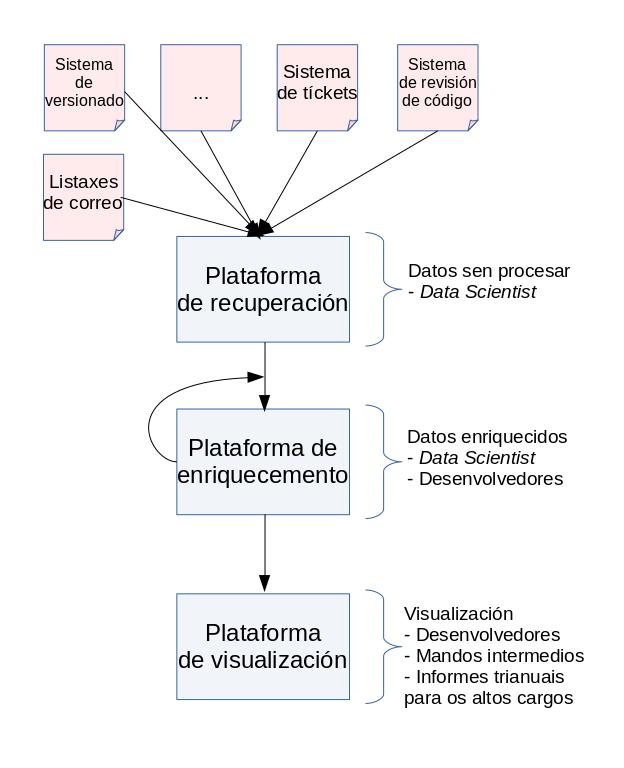 Sistema
de
versionado
...
Sistema
de tíckets
Sistema
de revisión
de código
Listaxes
de correo
Plataforma
de recuperación
Datos sen procesar
- Data Scientist
Plataforma de
enriquecemento
Datos enriquecidos
- Data Scientist
- Desenvolvedores
Plataforma
de visualización
Visualización
- Desenvolvedores
- Mandos intermedios
- Informes trianuais
para os altos cargos